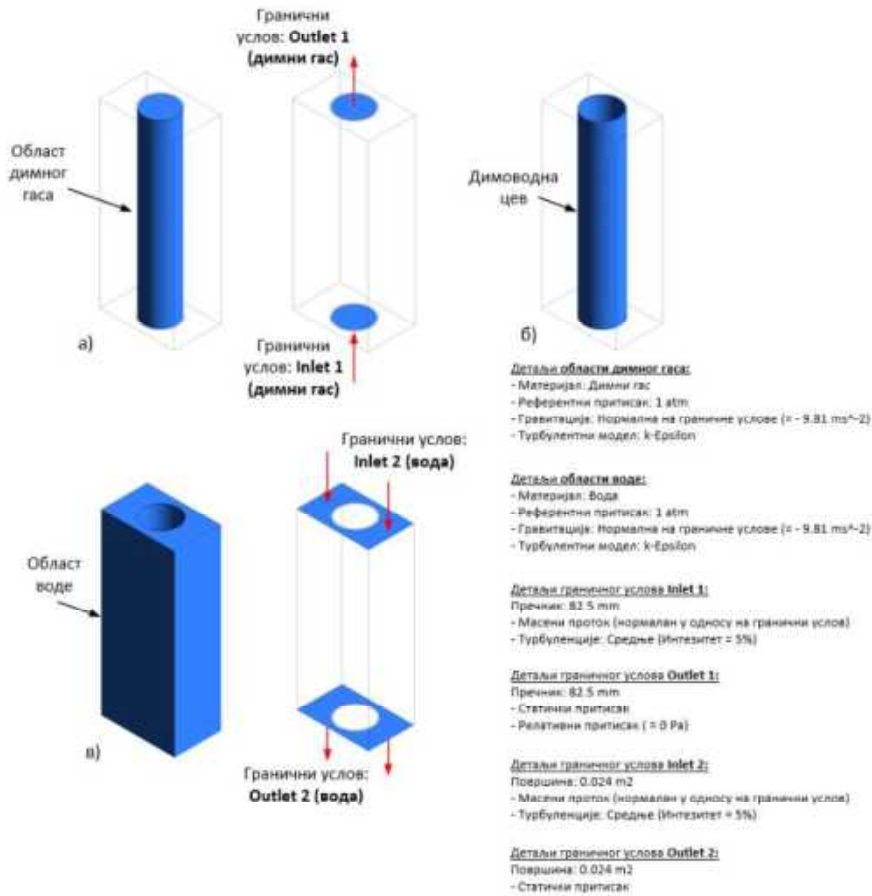 Гранични
услов: Outlet 1
(димни гас)
Област
димног
гаса
Димоводна
цев
а)
Гранични
услов: Inlet 1
(димни гас)
б)
Детаљи области димног гаса:
- Материјал: Димни гас
- Референтни притисак: 1 atm
- Гравитација: Нормална на граничне услове (= - 9.81 ms^-2)
- Турбулентни модел: k-Epsilon
Гранични услов:
Inlet 2 (вода)
Област
воде
в)
Гранични услов:
Outlet 2 (вода)
Детаљи области воде:
- Материјал: Вода
- Референтни притисак: 1 atm
- Гравитација: Нормална на граничне услове (= - 9.81 ms^-2)
- Турбулентни модел: k-Epsilon
Детаљи граничног услова Inlet 1:
Пречник: 82.5 mm
- Масени проток (нормалан у односу на гранични услов)
- Турбуленције: Средње (Интезитет = 5%)
Детаљи граничног услова Outlet 1:
Пречник: 82.5 mm
- Статички притисак
- Релативни притисак ( = 0 Pa)
Детаљи граничног услова Inlet 2:
Површина: 0.024 m2
- Масени проток (нормалан у односу на гранични услов)
- Турбуленције: Средње (Интезитет = 5%)
Детаљи граничног услова Outlet 2:
Површина: 0.024 m2
- Статички притисак